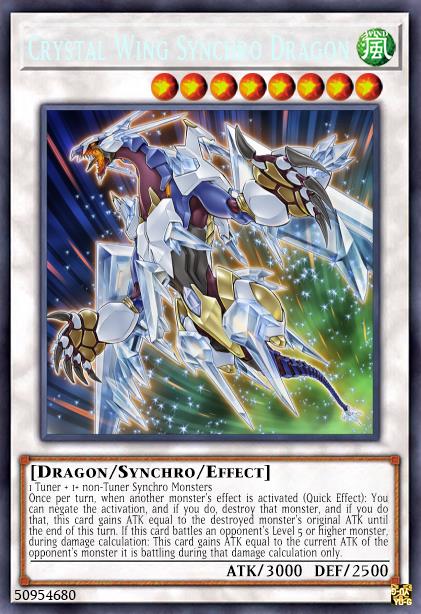 Crystal Wing Synchro Dragon
WIND
風
[Dragon/Synchro/Effect]
1 Tuner + 1+ non-Tuner Synchro Monsters
Once per turn, when another monster's effect is activated (Quick Effect): You
can negate the activation, and if you do, destroy that monster, and if you do
that, this card gains ATK equal to the destroyed monster's original ATK until
the end of this turn. If this card battles an opponent's Level 5 or higher monster,
during damage calculation: This card gains ATK equal to the current ATK of the
opponent's monster it is battling during that damage calculation only.
ATK/3000 DEF/2500
50954680